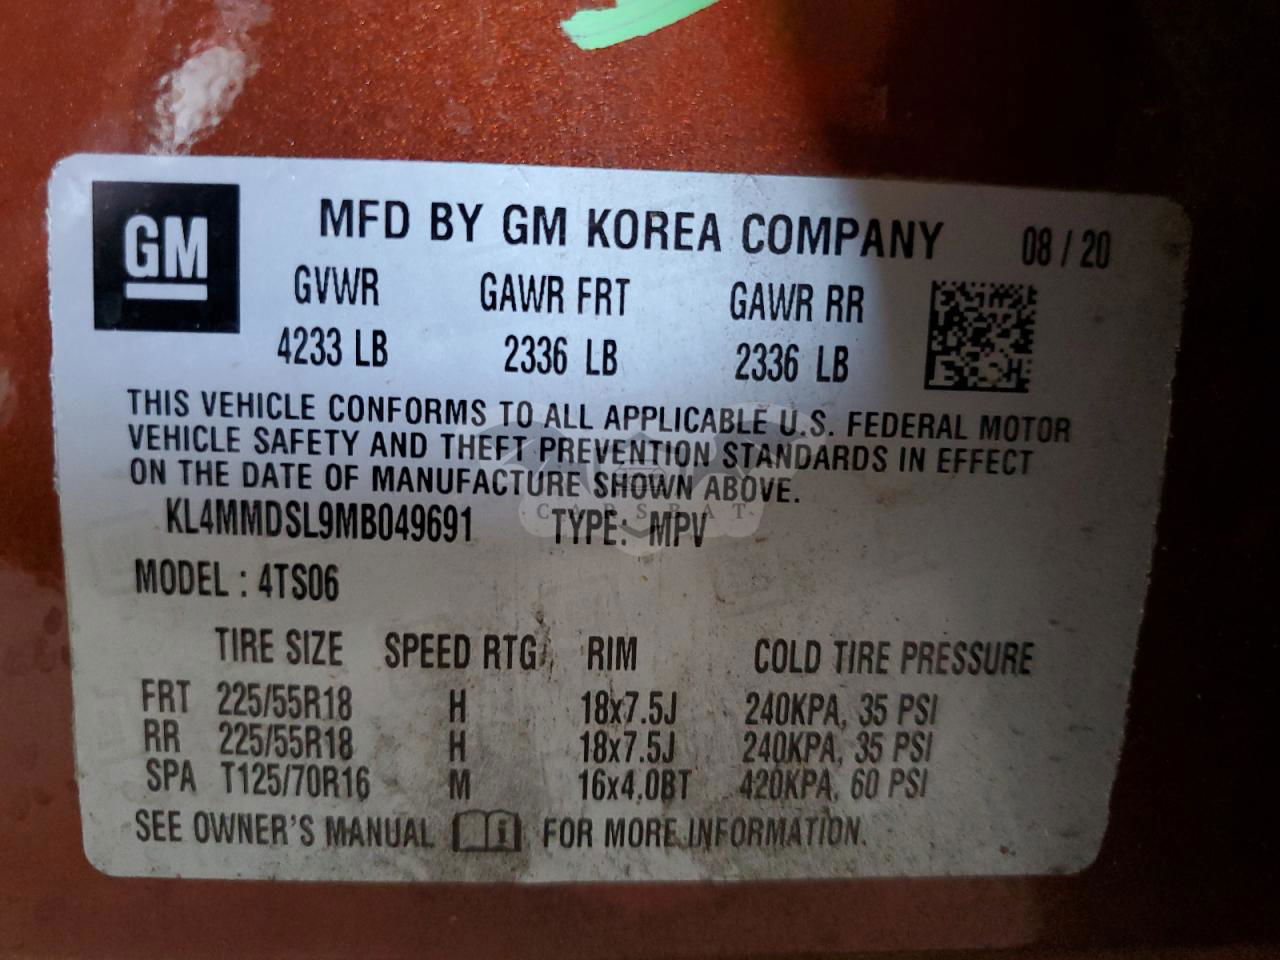 GM
MFD BY GM KOREA COMPANY 08 / 20
GVWR GAWR FRT GAWR RR
4233 LB 2336 LB 2336 LB
THIS VEHICLE CONFORMS TO ALL APPLICABLE U.S. FEDERAL MOTOR
VEHICLE SAFETY AND THEFT PREVENTION STANDARDS IN EFFECT
ON THE DATE OF MANUFACTURE SHOWN ABOVE.
CARSBAT
KL4MMDSL9MB049691 TYPE: MPV
MODEL : 4TS06
TIRE SIZE SPEED RTG RIM COLD TIRE PRESSURE
FRT 225/55R18 H 18x7.5J 240KPA, 35 PSI
RR 225/55R18 H 18x7.5J 240KPA, 35 PSI
SPA T125/70R16 M 16x4.0BT 420KPA, 60 PSI
SEE OWNER'S MANUAL i FOR MORE INFORMATION.